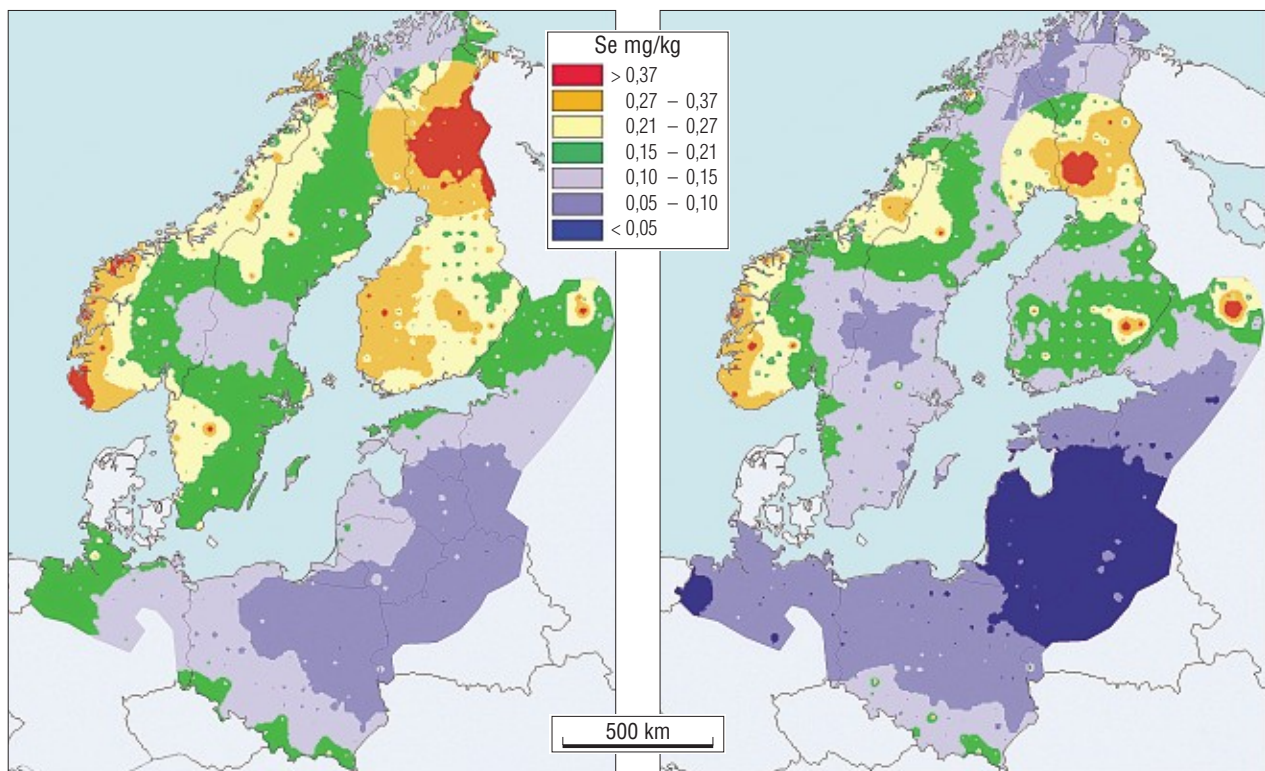 Se mg/kg
> 0,37
0,27 – 0,37
0,21 – 0,27
0,15 – 0,21
0,10 – 0,15
0,05 – 0,10
< 0,05
500 km